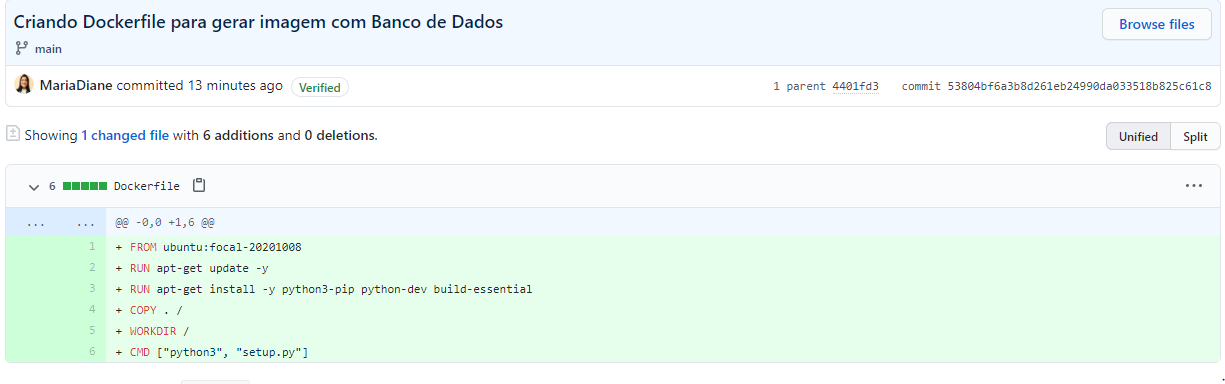 Criando Dockerfile para gerar imagem com Banco de Dados
Browse files
main
MariaDiane committed 13 minutes ago Verified
1 parent 4401fd3 commit 53804bf6a3b8d261eb24990da033518b825c61c8
Showing 1 changed file with 6 additions and 0 deletions.
Unified Split
6 Dockerfile
... ... @@ -0,0 +1,6 @@
1 + FROM ubuntu:focal-20201008
2 + RUN apt-get update -y
3 + RUN apt-get install -y python3-pip python-dev build-essential
4 + COPY . /
5 + WORKDIR /
6 + CMD ["python3", "setup.py"]